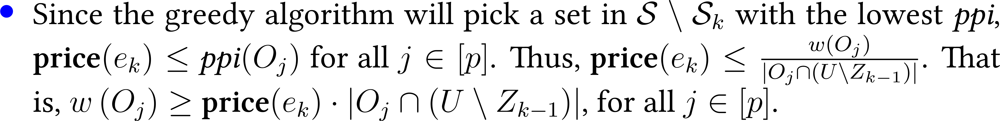 • Since the greedy algorithm will pick a set in $\mathcal{S} \setminus \mathcal{S}_k$ with the lowest ppi,
price$(e_k) \leq$ ppi$(O_j)$ for all $j \in [p]$. Thus, price$(e_k) \leq \frac{w(O_j)}{|O_j \cap (U \setminus Z_{k-1})|}$. That
is, $w(O_j) \geq$ price$(e_k) \cdot |O_j \cap (U \setminus Z_{k-1})|$, for all $j \in [p]$.